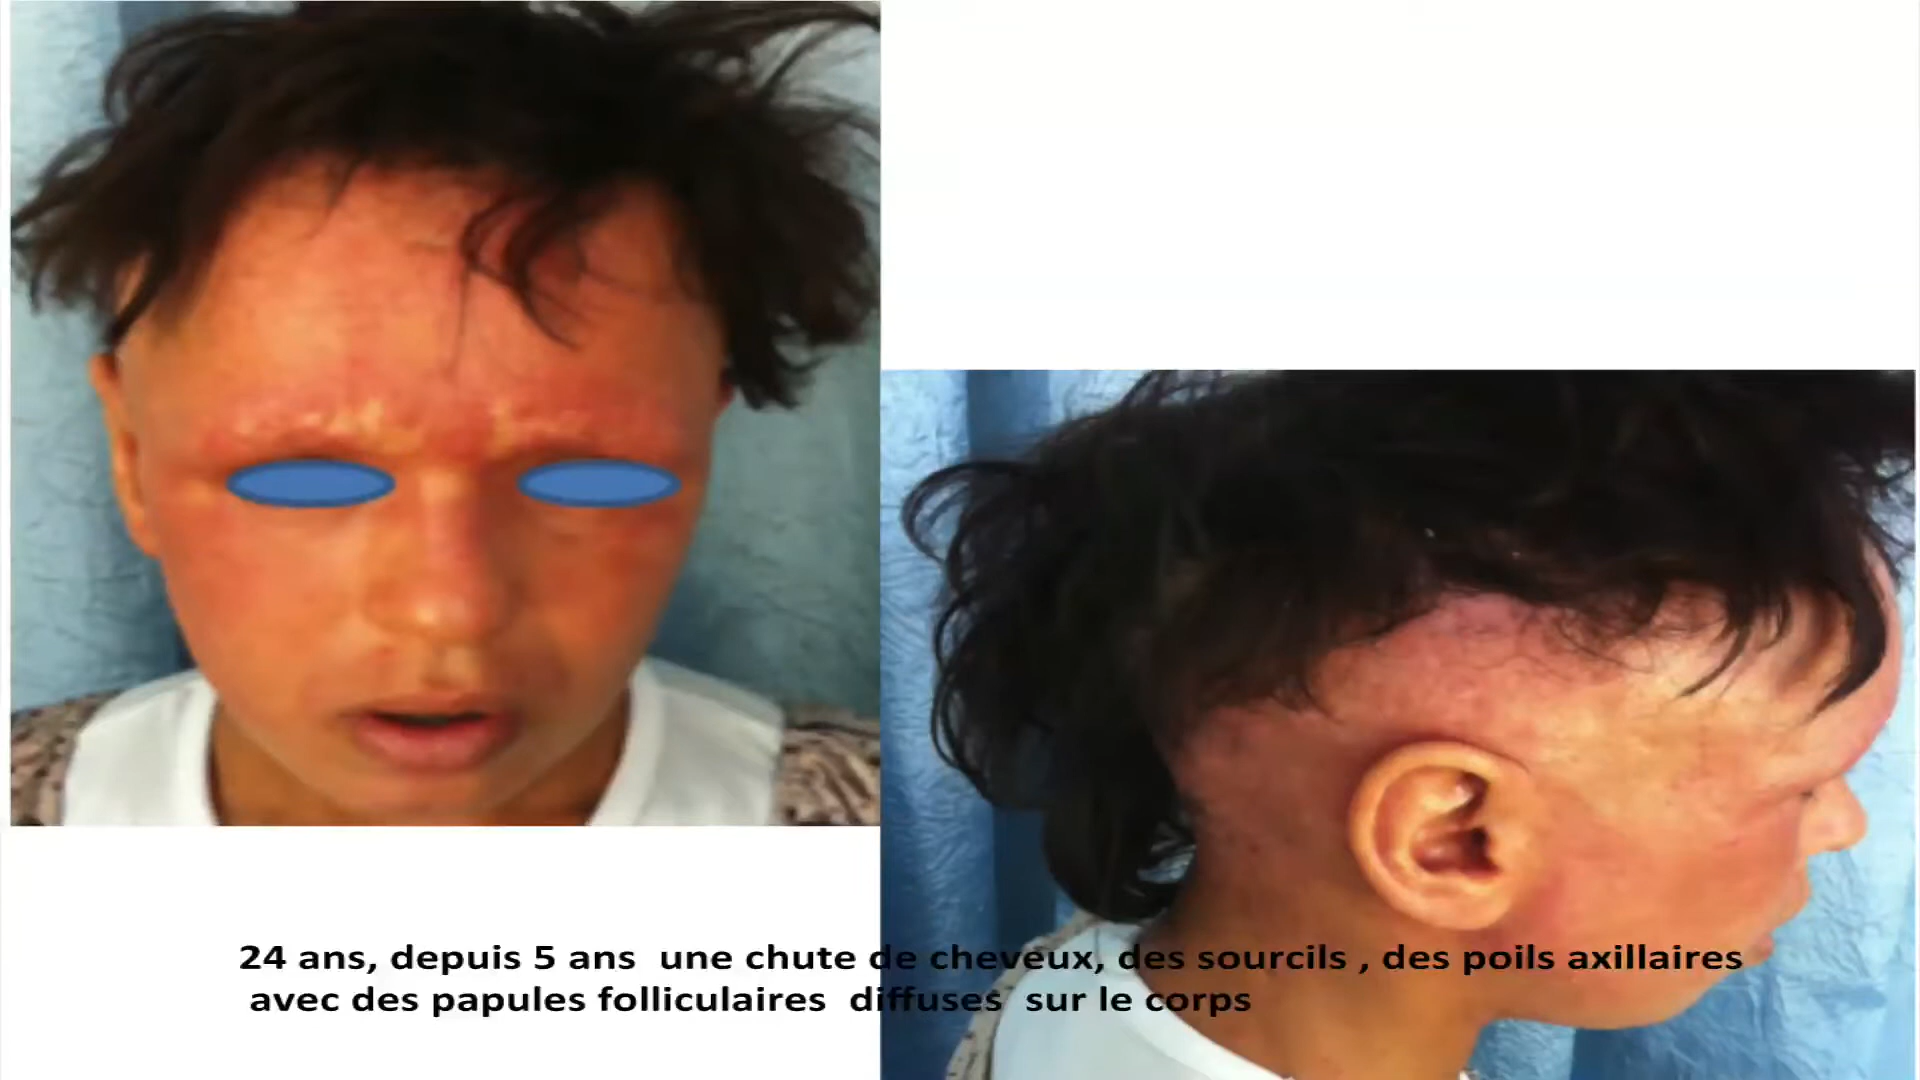 24 ans, depuis 5 ans une chute de cheveux, des sourcils , des poils axillaires
avec des papules folliculaires diffuses sur le corps